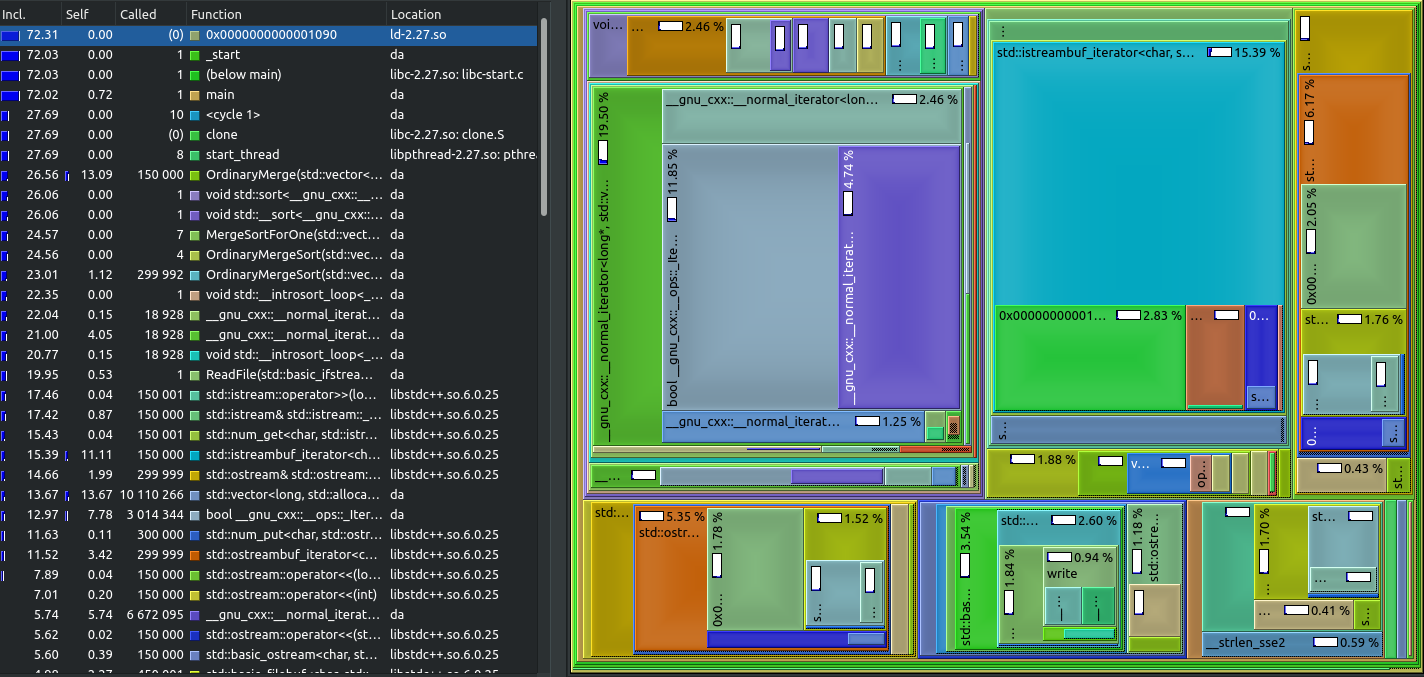 Incl. Self Called Function Location
72.31 0.00 (0) 0x0000000000001090 ld-2.27.so
72.03 0.00 1 _start da
72.03 0.00 1 (below main) libc-2.27.so: libc-start.c
72.02 0.72 1 main da
27.69 0.00 10 <cycle 1> da
27.69 0.00 (0) clone libc-2.27.so: clone.S
27.69 0.00 8 start_thread libpthread-2.27.so: pthre
26.56 13.09 150 000 OrdinaryMerge(std::vector<... da
26.06 0.00 1 void std::sort<__gnu_cxx::__... da
26.06 0.00 1 void std::__sort<__gnu_cxx::... da
24.57 0.00 7 MergeSortForOne(std::vect... da
24.56 0.00 4 OrdinaryMergeSort(std::vec... da
23.01 1.12 299 992 OrdinaryMergeSort(std::vec... da
22.35 0.00 1 void std::__introsort_loop<_... da
22.04 0.15 18 928 __gnu_cxx::__normal_iterat... da
21.00 4.05 18 928 __gnu_cxx::__normal_iterat... da
20.77 0.15 18 928 void std::__introsort_loop<_... da
19.95 0.53 1 ReadFile(std::basic_ifstrea... da
17.46 0.04 150 001 std::istream::operator>>(lo... libstdc++.so.6.0.25
17.42 0.87 150 000 std::istream& std::istream::_... libstdc++.so.6.0.25
15.43 0.04 150 001 std::num_get<char, std::istr... libstdc++.so.6.0.25
15.39 11.11 150 000 std::istreambuf_iterator<ch... libstdc++.so.6.0.25
14.66 1.99 299 999 std::ostream& std::ostream:... libstdc++.so.6.0.25
13.67 13.67 10 110 266 std::vector<long, std::alloca... da
12.97 7.78 3 014 344 bool __gnu_cxx::__ops::_Iter... da
11.63 0.11 300 000 std::num_put<char, std::ostr... libstdc++.so.6.0.25
11.52 3.42 299 999 std::ostreambuf_iterator<c... libstdc++.so.6.0.25
7.89 0.04 150 000 std::ostream::operator<<(lo... libstdc++.so.6.0.25
7.01 0.20 150 000 std::ostream::operator<<(int) libstdc++.so.6.0.25
5.74 5.74 6 672 095 __gnu_cxx::__normal_iterat... da
5.62 0.02 150 000 std::ostream::operator<<(st... libstdc++.so.6.0.25
5.60 0.39 150 000 std::basic_ostream<char, st... libstdc++.so.6.0.25
voi... ... 2.46 %
__gnu_cxx::__normal_iterator<long*, std::v... 19.50 %
__gnu_cxx::__normal_iterator<lon... 2.46 %
bool __gnu_cxx::__ops::_Ite... 11.85 %
__gnu_cxx::__normal_iterat... 4.74 %
__gnu_cxx::__normal_iterat... 1.25 %
__...
std::istreambuf_iterator<char, s... 15.39 %
0x00000000001... 2.83 %
...
0...
s...
s...
1.88 %
v...
op...
s...
st... 6.17 %
0x00... 2.05 %
st... 1.76 %
0...
s...
0.43 %
st...
std:...
5.35 %
std::ostr...
0x0... 1.78 %
1.52 %
s...
std::bas... 3.54 %
std::... 2.60 %
... 1.84 %
0.94 %
write
std::ostre... 1.18 %
... 1.70 %
st...
...
... 0.41 %
s...
__strlen_sse2 0.59 %